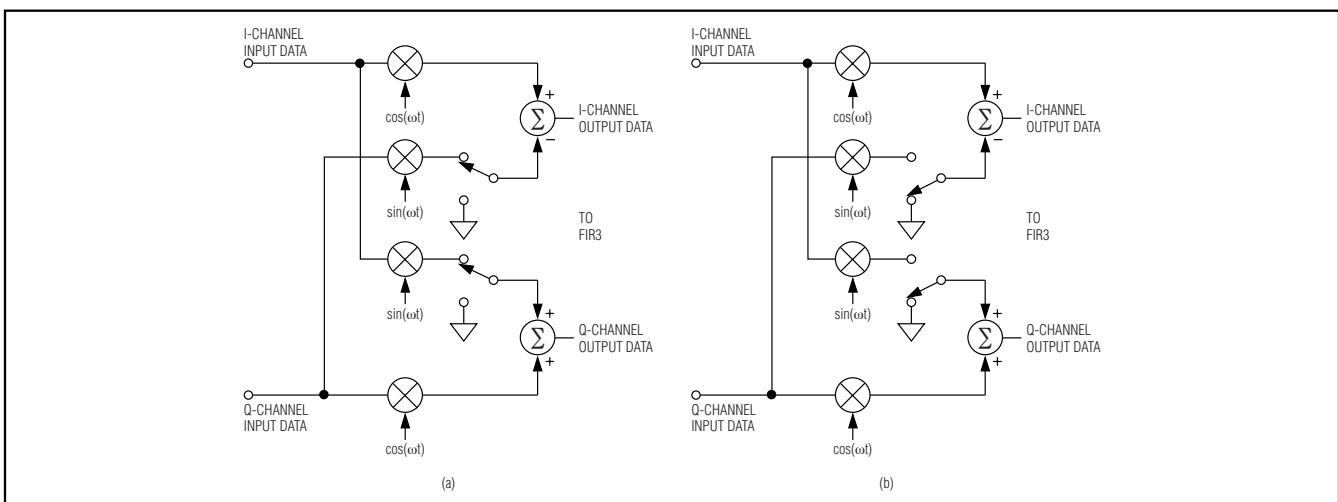 I-CHANNEL
INPUT DATA
cos(ωt)
+
Σ
−
I-CHANNEL
OUTPUT DATA
sin(ωt)
TO
FIR3
sin(ωt)
+
Σ
+
Q-CHANNEL
OUTPUT DATA
Q-CHANNEL
INPUT DATA
cos(ωt)
(a)
I-CHANNEL
INPUT DATA
cos(ωt)
+
Σ
−
I-CHANNEL
OUTPUT DATA
sin(ωt)
TO
FIR3
sin(ωt)
+
Σ
+
Q-CHANNEL
OUTPUT DATA
Q-CHANNEL
INPUT DATA
cos(ωt)
(b)